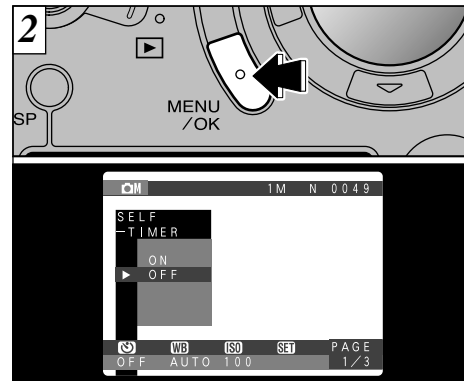 2
MENU
/OK
SP
M 1M N 0049
SELF
-TIMER
ON
OFF
WB ISO SET PAGE
OFF AUTO 100 1/3